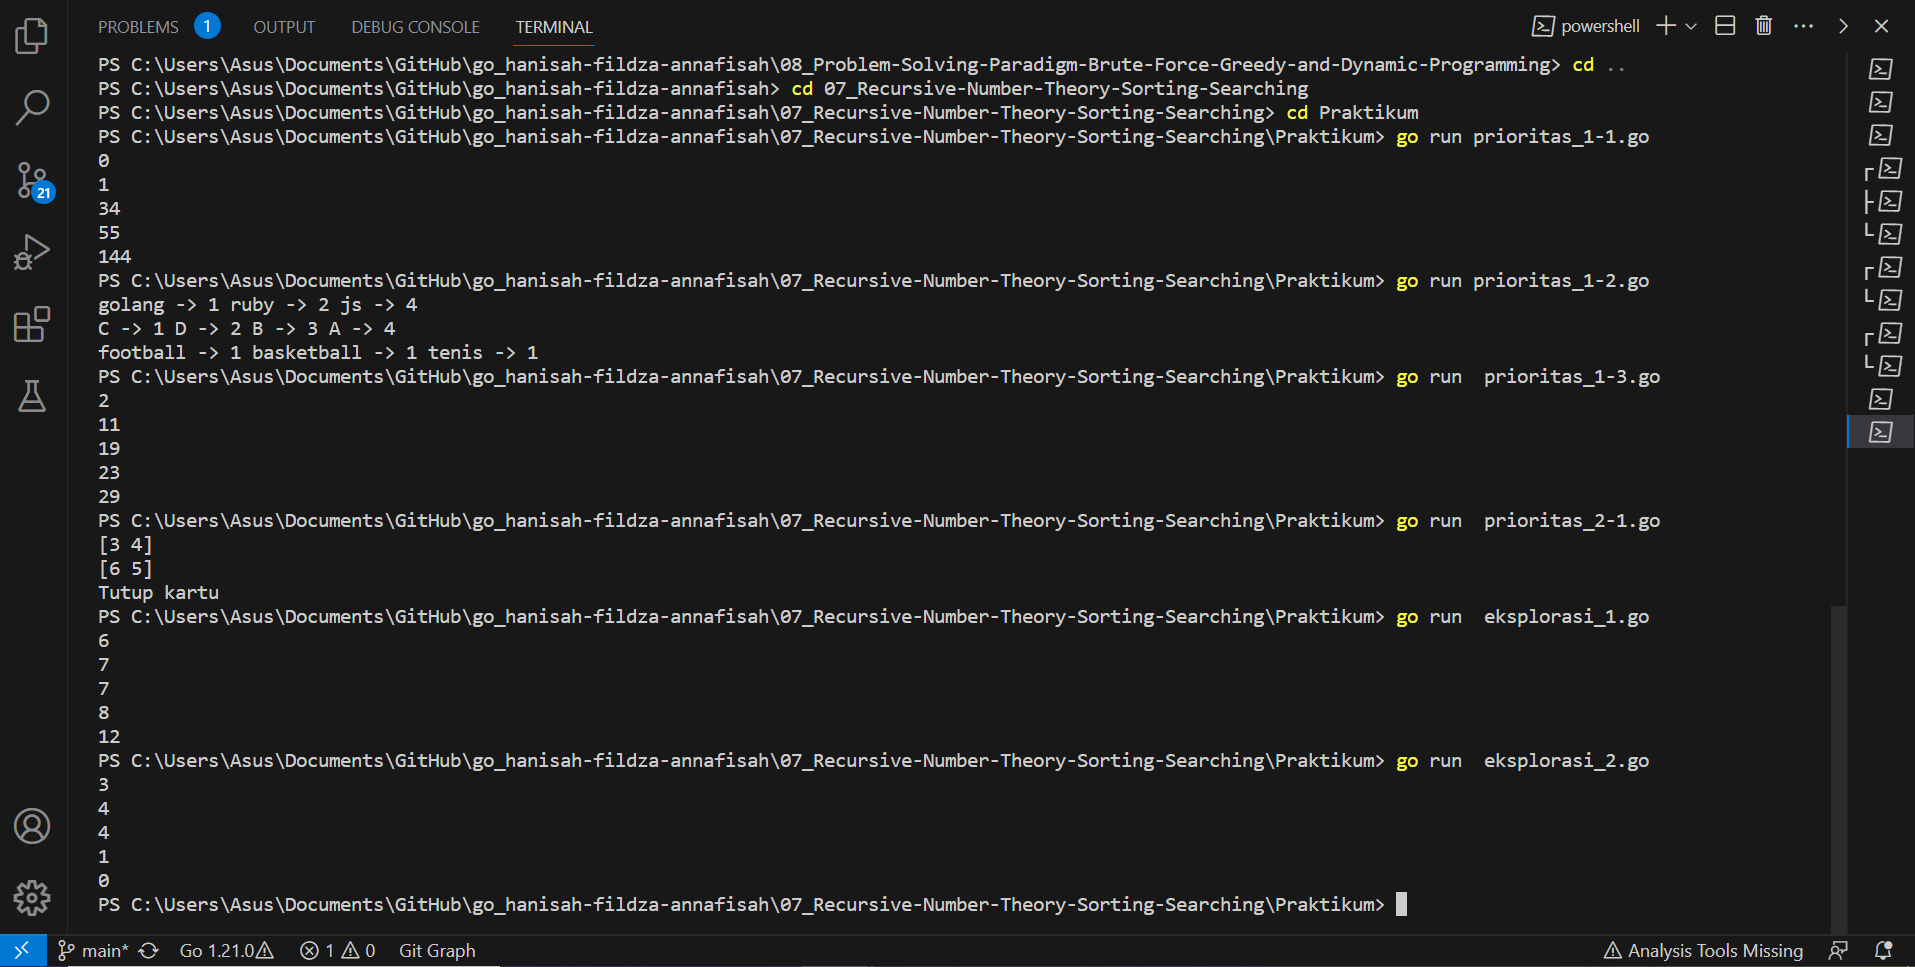 PROBLEMS 1 OUTPUT DEBUG CONSOLE TERMINAL powershell
PS C:\Users\Asus\Documents\GitHub\go_hanisah-fildza-annafisah\08_Problem-Solving-Paradigm-Brute-Force-Greedy-and-Dynamic-Programming> cd ..
PS C:\Users\Asus\Documents\GitHub\go_hanisah-fildza-annafisah> cd 07_Recursive-Number-Theory-Sorting-Searching
PS C:\Users\Asus\Documents\GitHub\go_hanisah-fildza-annafisah\07_Recursive-Number-Theory-Sorting-Searching> cd Praktikum
PS C:\Users\Asus\Documents\GitHub\go_hanisah-fildza-annafisah\07_Recursive-Number-Theory-Sorting-Searching\Praktikum> go run prioritas_1-1.go
0
1
34
55
144
PS C:\Users\Asus\Documents\GitHub\go_hanisah-fildza-annafisah\07_Recursive-Number-Theory-Sorting-Searching\Praktikum> go run prioritas_1-2.go
golang -> 1 ruby -> 2 js -> 4
C -> 1 D -> 2 B -> 3 A -> 4
football -> 1 basketball -> 1 tenis -> 1
PS C:\Users\Asus\Documents\GitHub\go_hanisah-fildza-annafisah\07_Recursive-Number-Theory-Sorting-Searching\Praktikum> go run  prioritas_1-3.go
2
11
19
23
29
PS C:\Users\Asus\Documents\GitHub\go_hanisah-fildza-annafisah\07_Recursive-Number-Theory-Sorting-Searching\Praktikum> go run  prioritas_2-1.go
[3 4]
[6 5]
Tutup kartu
PS C:\Users\Asus\Documents\GitHub\go_hanisah-fildza-annafisah\07_Recursive-Number-Theory-Sorting-Searching\Praktikum> go run  eksplorasi_1.go
6
7
7
8
12
PS C:\Users\Asus\Documents\GitHub\go_hanisah-fildza-annafisah\07_Recursive-Number-Theory-Sorting-Searching\Praktikum> go run  eksplorasi_2.go
3
4
4
1
0
PS C:\Users\Asus\Documents\GitHub\go_hanisah-fildza-annafisah\07_Recursive-Number-Theory-Sorting-Searching\Praktikum>
21
main* Go 1.21.0 1 0 Git Graph Analysis Tools Missing